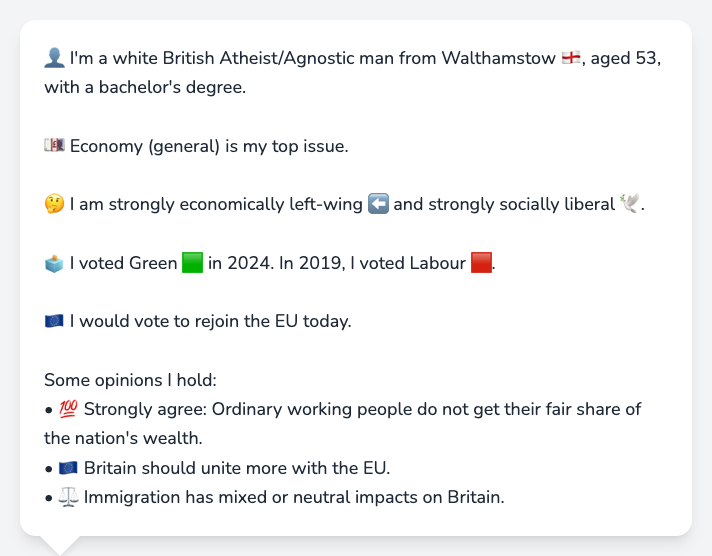 👤 I'm a white British Atheist/Agnostic man from Walthamstow 🏴󠁧󠁢󠁥󠁮󠁧󠁿, aged 53,
with a bachelor's degree.
💷 Economy (general) is my top issue.
🤔 I am strongly economically left-wing ⬅️ and strongly socially liberal 🕊️.
🗳️ I voted Green 🟩 in 2024. In 2019, I voted Labour 🟥.
🇪🇺 I would vote to rejoin the EU today.
Some opinions I hold:
• 💯 Strongly agree: Ordinary working people do not get their fair share of
the nation's wealth.
• 🇪🇺 Britain should unite more with the EU.
• ⚖️ Immigration has mixed or neutral impacts on Britain.